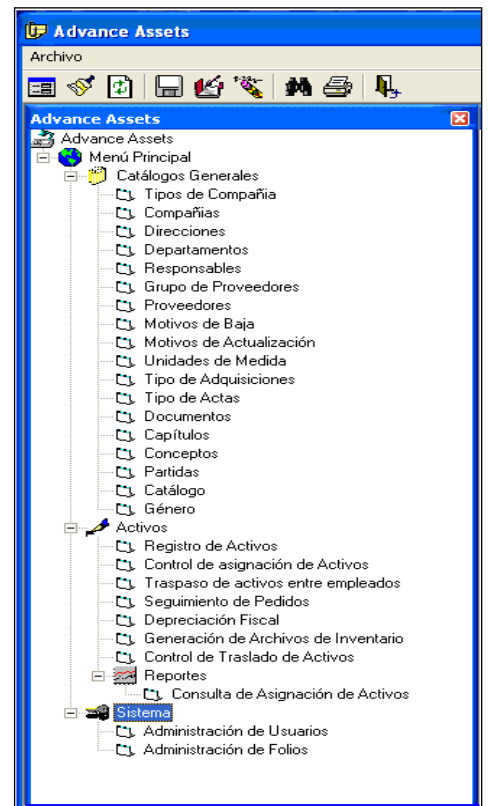 Advance Assets
Archivo
Advance Assets
Advance Assets
Menú Principal
Catálogos Generales
Tipos de Compañia
Compañias
Direcciones
Departamentos
Responsables
Grupo de Proveedores
Proveedores
Motivos de Baja
Motivos de Actualización
Unidades de Medida
Tipo de Adquisiciones
Tipo de Actas
Documentos
Capítulos
Conceptos
Partidas
Catálogo
Género
Activos
Registro de Activos
Control de asignación de Activos
Traspaso de activos entre empleados
Seguimiento de Pedidos
Depreciación Fiscal
Generación de Archivos de Inventario
Control de Traslado de Activos
Reportes
Consulta de Asignación de Activos
Sistema
Administración de Usuarios
Administración de Folios